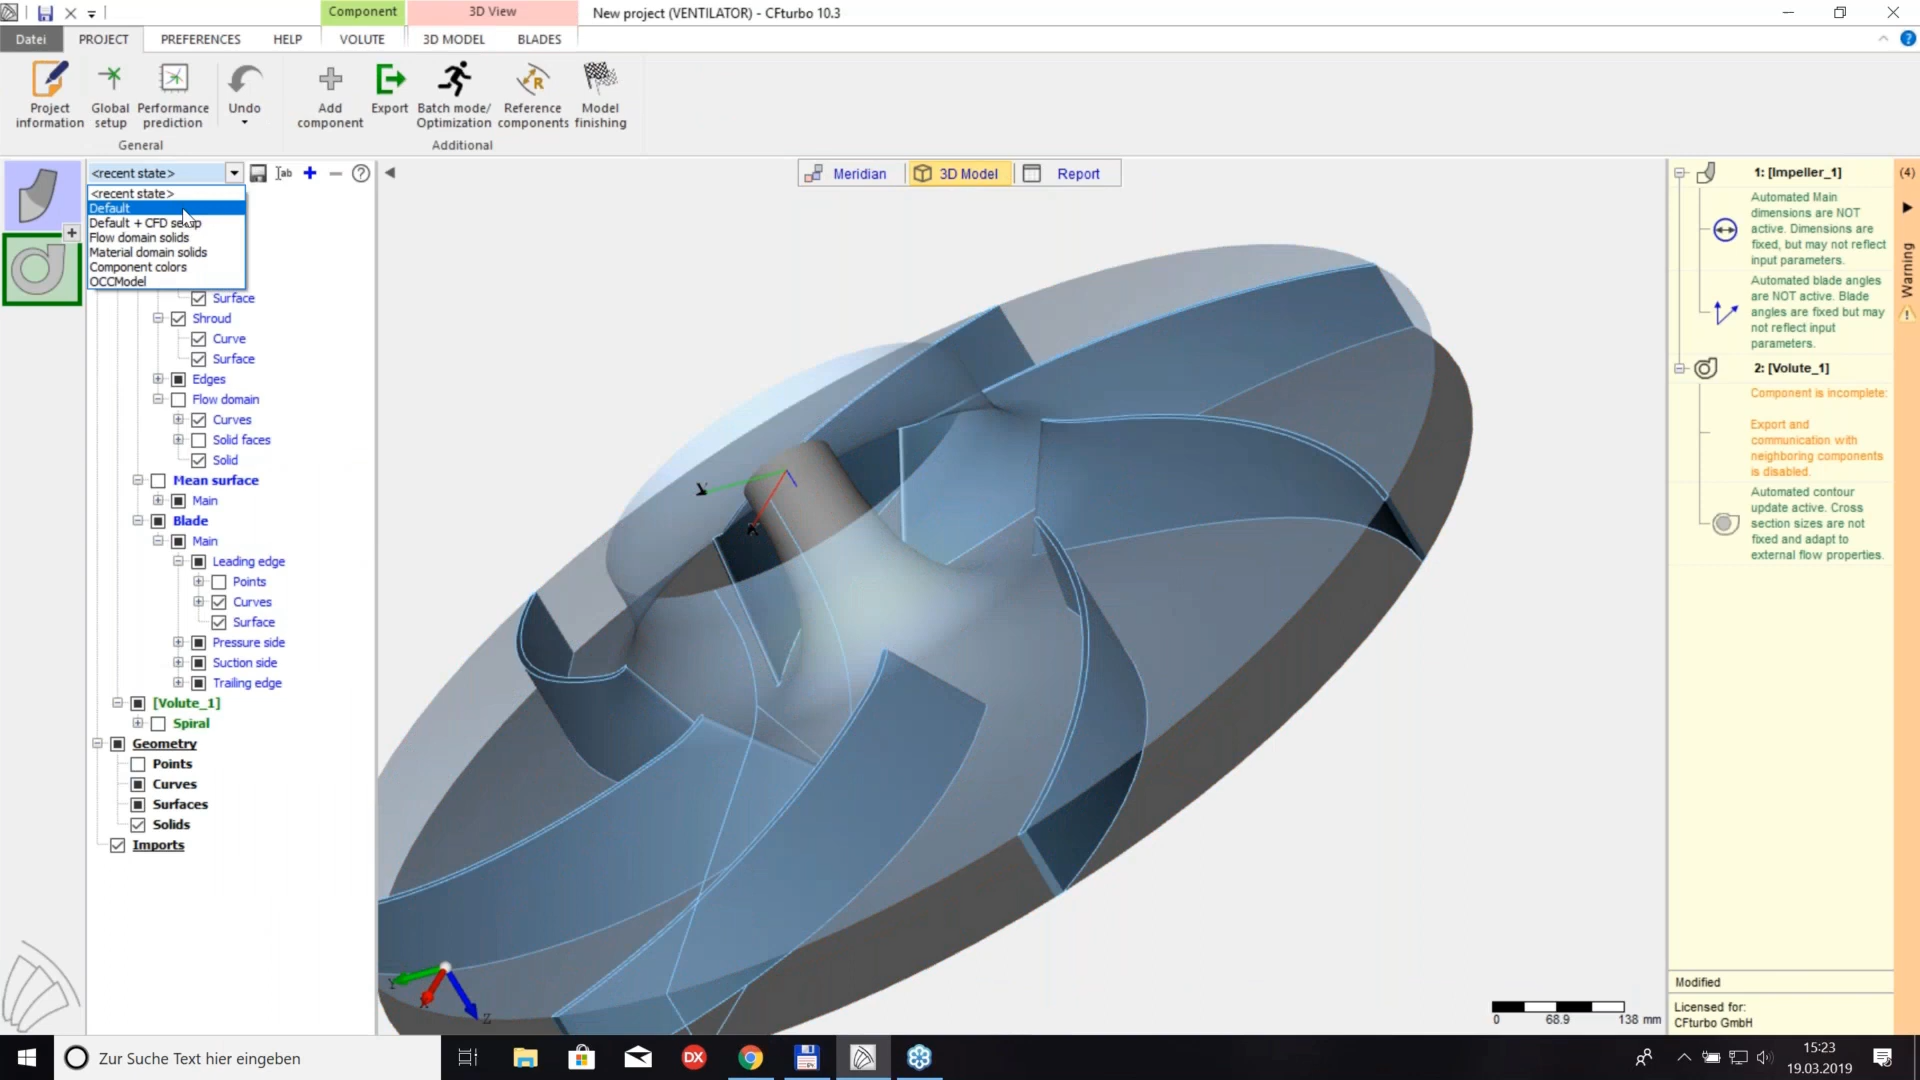 Component
3D View
New project (VENTILATOR) - CFturbo 10.3
Datei
PROJECT
PREFERENCES
HELP
VOLUTE
3D MODEL
BLADES
Project information
Global setup
Performance prediction
Undo
Add component
Export
Batch mode/ Optimization
Reference components
Model finishing
General
Additional
<recent state>
<recent state>
Default
Default + CFD setup
Flow domain solids
Material domain solids
Component colors
OCCModel
Surface
Shroud
Curve
Surface
Edges
Flow domain
Curves
Solid faces
Solid
Mean surface
Main
Blade
Main
Leading edge
Points
Curves
Surface
Pressure side
Suction side
Trailing edge
[Volute_1]
Spiral
Geometry
Points
Curves
Surfaces
Solids
Imports
Meridian
3D Model
Report
Y
X
Y
X
Z
0
68.9
138 mm
1: [Impeller_1]
Automated Main
dimensions are NOT
active. Dimensions are
fixed, but may not reflect
input parameters.
Automated blade angles
are NOT active. Blade
angles are fixed but may
not reflect input
parameters.
2: [Volute_1]
Component is incomplete:
Export and
communication with
neighboring components
is disabled.
Automated contour
update active. Cross
section sizes are not
fixed and adapt to
external flow properties.
(4)
Warning
Modified
Licensed for:
CFturbo GmbH
Zur Suche Text hier eingeben
DX
15:23
19.03.2019